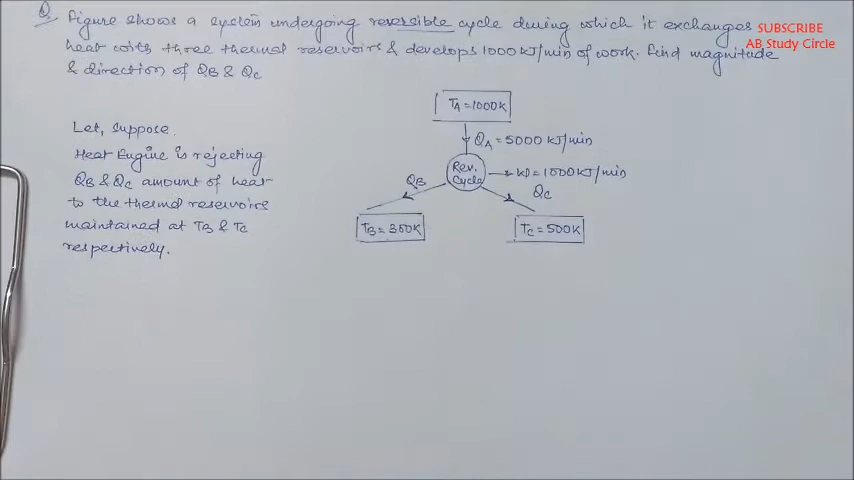 Q. Figure shows a system undergoing reversible cycle during which it exchanges
heat with three thermal reservoirs & develops 1000 KJ/min of work. Find magnitude
& direction of QB & QC
SUBSCRIBE
AB Study Circle
Let, suppose.
Heat Engine is rejecting
QB & QC amount of heat
to the thermal reservoirs
maintained at TB & TC
respectively.
TA = 1000K
QA = 5000 KJ/min
Rev. Cycle
W = 1000 KJ/min
QB
QC
TB = 300K
TC = 500K